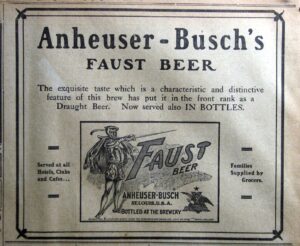 Anheuser-Busch's
FAUST BEER
The exquisite taste which is a characteristic and distinctive
feature of this brew has put it in the front rank as a
Draught Beer. Now served also IN BOTTLES.
Served at all
Hotels, Clubs
and Cafes...
FAUST
BEER
ANHEUSER-BUSCH
ST.LOUIS, U.S.A.
BOTTLED AT THE BREWERY
Families
Supplied by
Grocers.